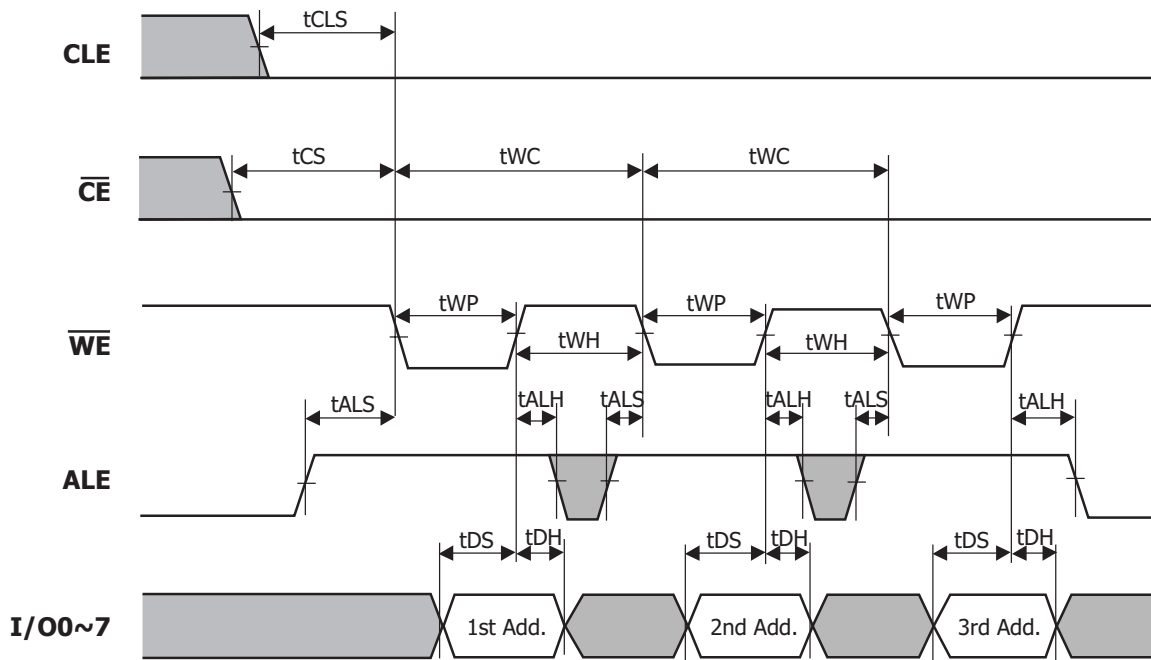 tCLS
CLE
tCS tWC tWC
CE
tWP tWP tWP
WE
tWH tWH
tALS tALH tALS tALH tALS tALH
ALE
tDS tDH tDS tDH tDS tDH
I/O0~7 1st Add. 2nd Add. 3rd Add.